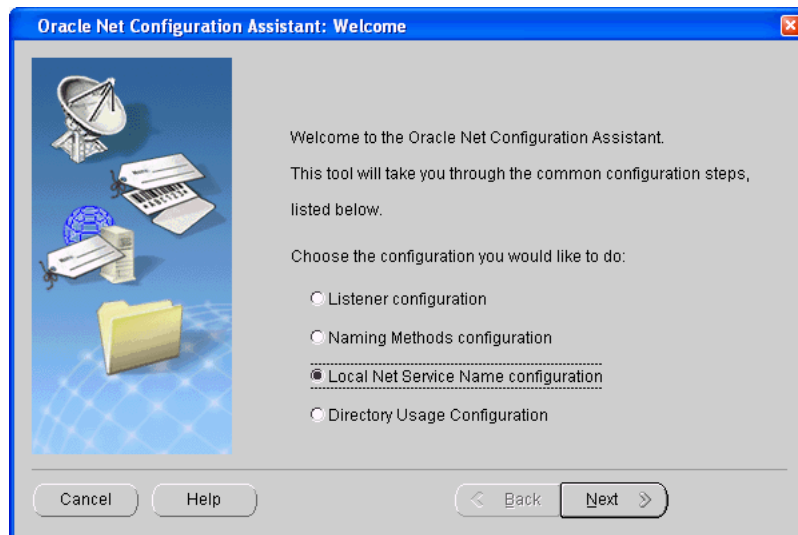 Oracle Net Configuration Assistant: Welcome
Welcome to the Oracle Net Configuration Assistant.
This tool will take you through the common configuration steps,
listed below.
Choose the configuration you would like to do:
Listener configuration
Naming Methods configuration
Local Net Service Name configuration
Directory Usage Configuration
Cancel
Help
Back
Next